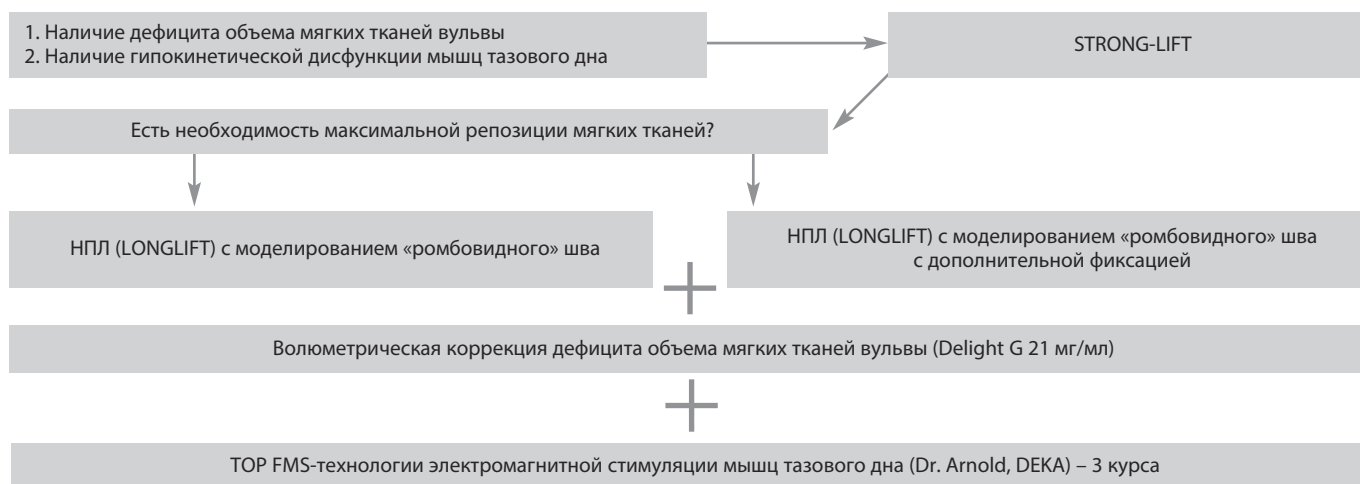 1. Наличие дефицита объема мягких тканей вульвы
2. Наличие гипокинетической дисфункции мышц тазового дна
STRONG-LIFT
Есть необходимость максимальной репозиции мягких тканей?
НПЛ (LONGLIFT) с моделированием «ромбовидного» шва
НПЛ (LONGLIFT) с моделированием «ромбовидного» шва
с дополнительной фиксацией
Волюметрическая коррекция дефицита объема мягких тканей вульвы (Delight G 21 мг/мл)
TOP FMS-технологии электромагнитной стимуляции мышц тазового дна (Dr. Arnold, DEKA) – 3 курса